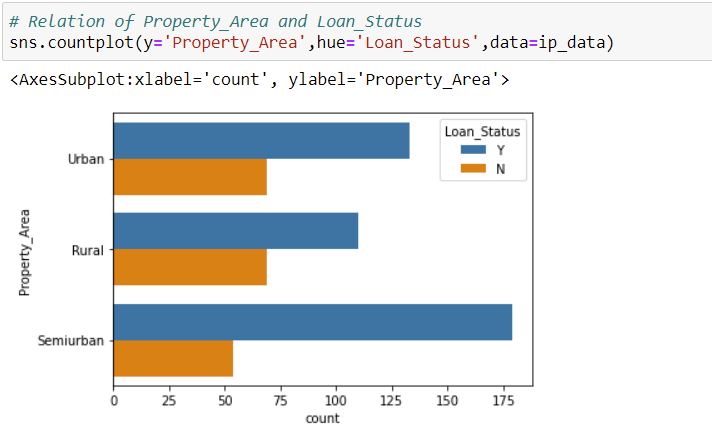 # Relation of Property_Area and Loan_Status
sns.countplot(y='Property_Area',hue='Loan_Status',data=ip_data)
<AxesSubplot:xlabel='count', ylabel='Property_Area'>
Loan_Status
Y
N
Urban
Rural
Semiurban
Property_Area
0 25 50 75 100 125 150 175
count